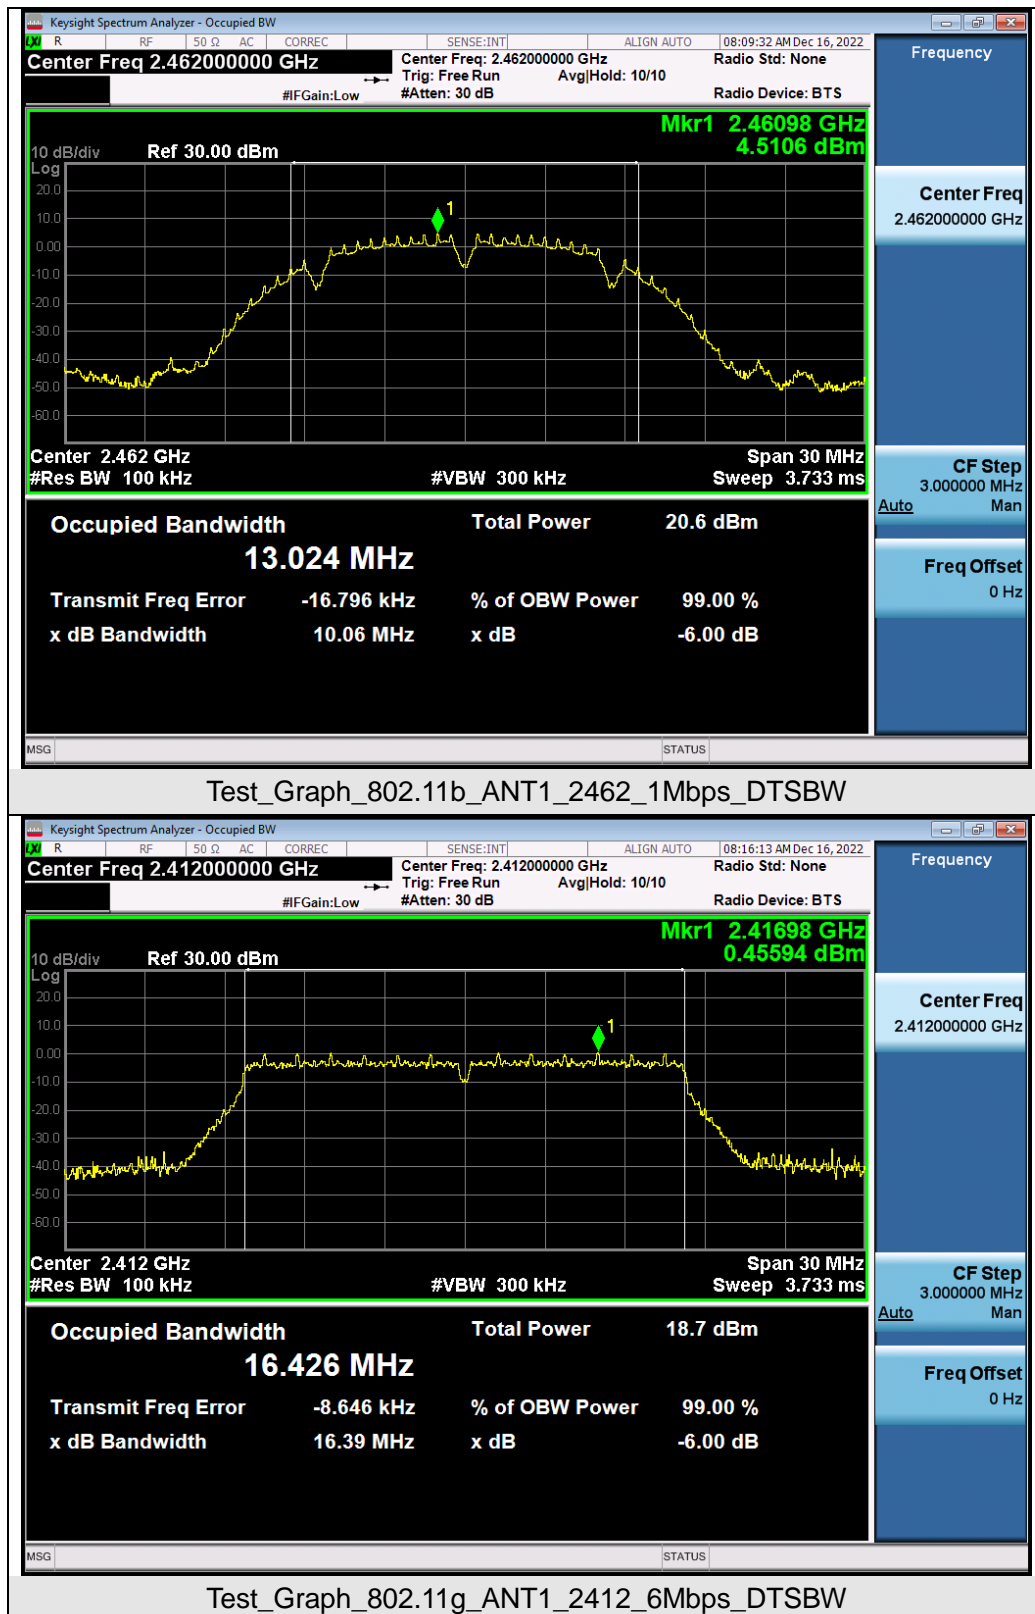 Keysight Spectrum Analyzer - Occupied BW
LXI R RF 50 Ω AC CORREC SENSE:INT ALIGN AUTO 08:09:32 AM Dec 16, 2022
Center Freq 2.462000000 GHz Center Freq: 2.462000000 GHz Radio Std: None Frequency
Trig: Free Run Avg|Hold: 10/10
#IFGain:Low #Atten: 30 dB Radio Device: BTS
Mkr1 2.46098 GHz
4.5106 dBm
10 dB/div Ref 30.00 dBm
Log
20.0
10.0
0.00
-10.0
-20.0
-30.0
-40.0
-50.0
-60.0
1
Center Freq
2.462000000 GHz
Center 2.462 GHz Span 30 MHz
#Res BW 100 kHz #VBW 300 kHz Sweep 3.733 ms
CF Step
3.000000 MHz
Auto Man
Occupied Bandwidth Total Power 20.6 dBm
13.024 MHz
Freq Offset
0 Hz
Transmit Freq Error -16.796 kHz % of OBW Power 99.00 %
x dB Bandwidth 10.06 MHz x dB -6.00 dB
MSG STATUS
Test_Graph_802.11b_ANT1_2462_1Mbps_DTSBW
Keysight Spectrum Analyzer - Occupied BW
LXI R RF 50 Ω AC CORREC SENSE:INT ALIGN AUTO 08:16:13 AM Dec 16, 2022
Center Freq 2.412000000 GHz Center Freq: 2.412000000 GHz Radio Std: None Frequency
Trig: Free Run Avg|Hold: 10/10
#IFGain:Low #Atten: 30 dB Radio Device: BTS
Mkr1 2.41698 GHz
0.45594 dBm
10 dB/div Ref 30.00 dBm
Log
20.0
10.0
0.00
-10.0
-20.0
-30.0
-40.0
-50.0
-60.0
1
Center Freq
2.412000000 GHz
Center 2.412 GHz Span 30 MHz
#Res BW 100 kHz #VBW 300 kHz Sweep 3.733 ms
CF Step
3.000000 MHz
Auto Man
Occupied Bandwidth Total Power 18.7 dBm
16.426 MHz
Freq Offset
0 Hz
Transmit Freq Error -8.646 kHz % of OBW Power 99.00 %
x dB Bandwidth 16.39 MHz x dB -6.00 dB
MSG STATUS
Test_Graph_802.11g_ANT1_2412_6Mbps_DTSBW